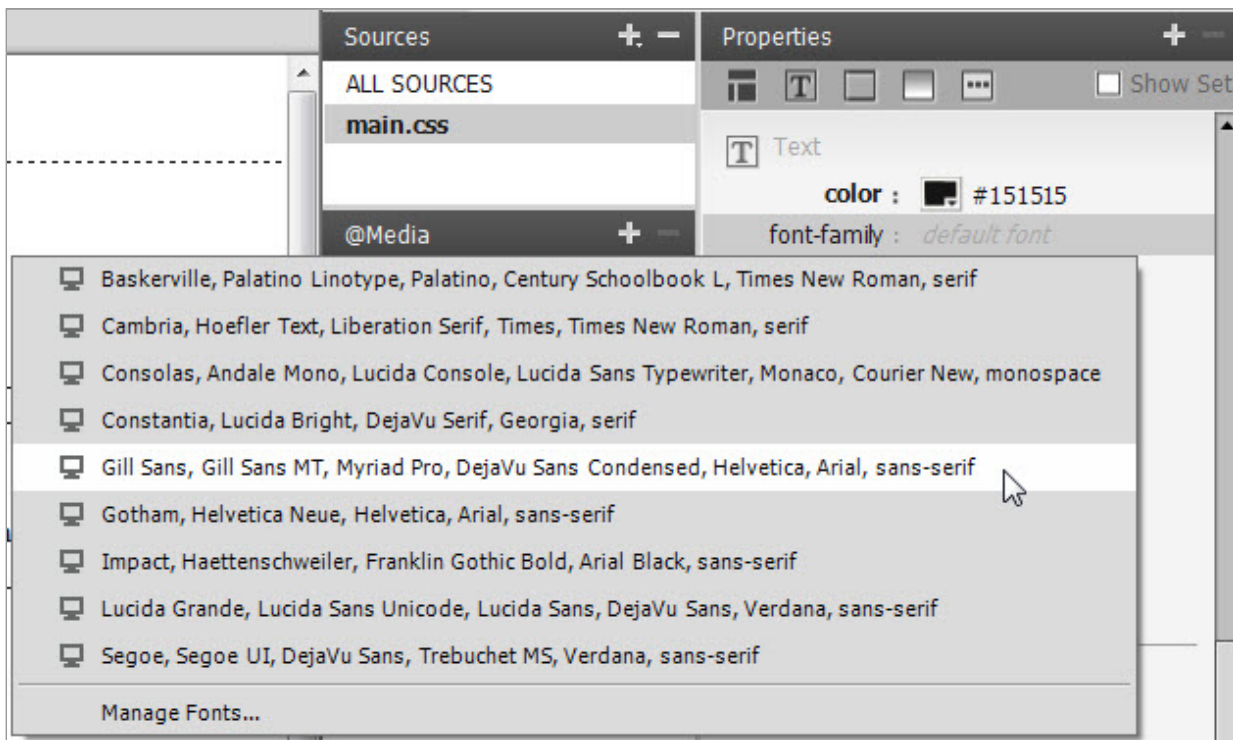 Sources
Properties
ALL SOURCES
T
Show Set
main.css
T Text
color : #151515
@Media
font-family : default font
Baskerville, Palatino Linotype, Palatino, Century Schoolbook L, Times New Roman, serif
Cambria, Hoefler Text, Liberation Serif, Times, Times New Roman, serif
Consolas, Andale Mono, Lucida Console, Lucida Sans Typewriter, Monaco, Courier New, monospace
Constantia, Lucida Bright, DejaVu Serif, Georgia, serif
Gill Sans, Gill Sans MT, Myriad Pro, DejaVu Sans Condensed, Helvetica, Arial, sans-serif
Gotham, Helvetica Neue, Helvetica, Arial, sans-serif
Impact, Haettenschweiler, Franklin Gothic Bold, Arial Black, sans-serif
Lucida Grande, Lucida Sans Unicode, Lucida Sans, DejaVu Sans, Verdana, sans-serif
Segoe, Segoe UI, DejaVu Sans, Trebuchet MS, Verdana, sans-serif
Manage Fonts...